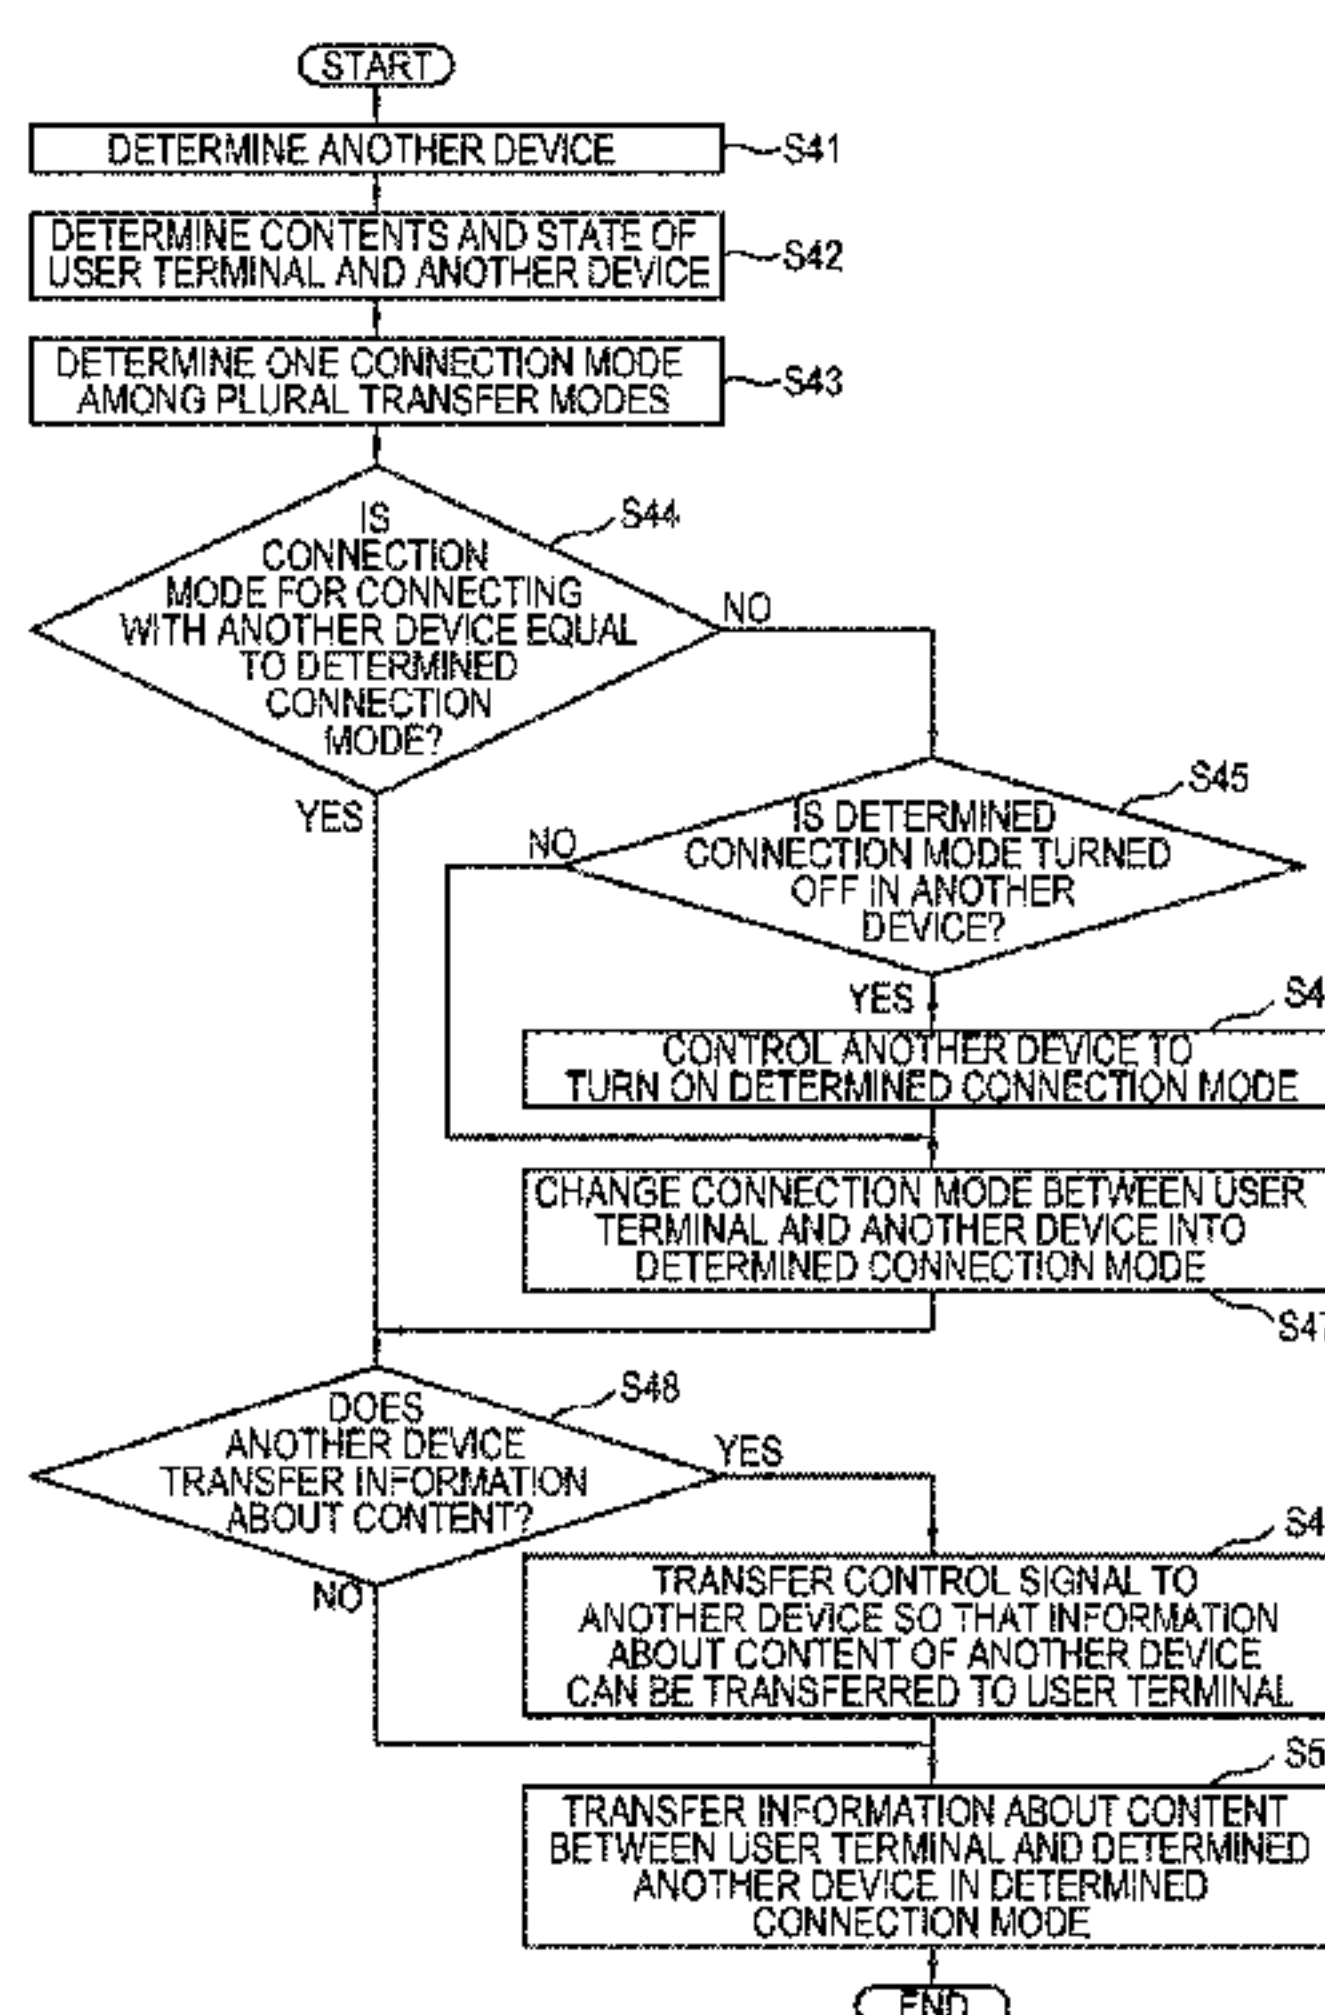 START
DETERMINE ANOTHER DEVICE
S41
DETERMINE CONTENTS AND STATE OF
USER TERMINAL AND ANOTHER DEVICE
S42
DETERMINE ONE CONNECTION MODE
AMONG PLURAL TRANSFER MODES
S43
S44
IS
CONNECTION
MODE FOR CONNECTING
WITH ANOTHER DEVICE EQUAL
TO DETERMINED
CONNECTION
MODE?
NO
YES
S45
IS DETERMINED
CONNECTION MODE TURNED
OFF IN ANOTHER
DEVICE?
NO
YES
S4
CONTROL ANOTHER DEVICE TO
TURN ON DETERMINED CONNECTION MODE
CHANGE CONNECTION MODE BETWEEN USER
TERMINAL AND ANOTHER DEVICE INTO
DETERMINED CONNECTION MODE
S47
S48
DOES
ANOTHER DEVICE
TRANSFER INFORMATION
ABOUT CONTENT?
YES
NO
S4
TRANSFER CONTROL SIGNAL TO
ANOTHER DEVICE SO THAT INFORMATION
ABOUT CONTENT OF ANOTHER DEVICE
CAN BE TRANSFERRED TO USER TERMINAL
S5
TRANSFER INFORMATION ABOUT CONTENT
BETWEEN USER TERMINAL AND DETERMINED
ANOTHER DEVICE IN DETERMINED
CONNECTION MODE
END